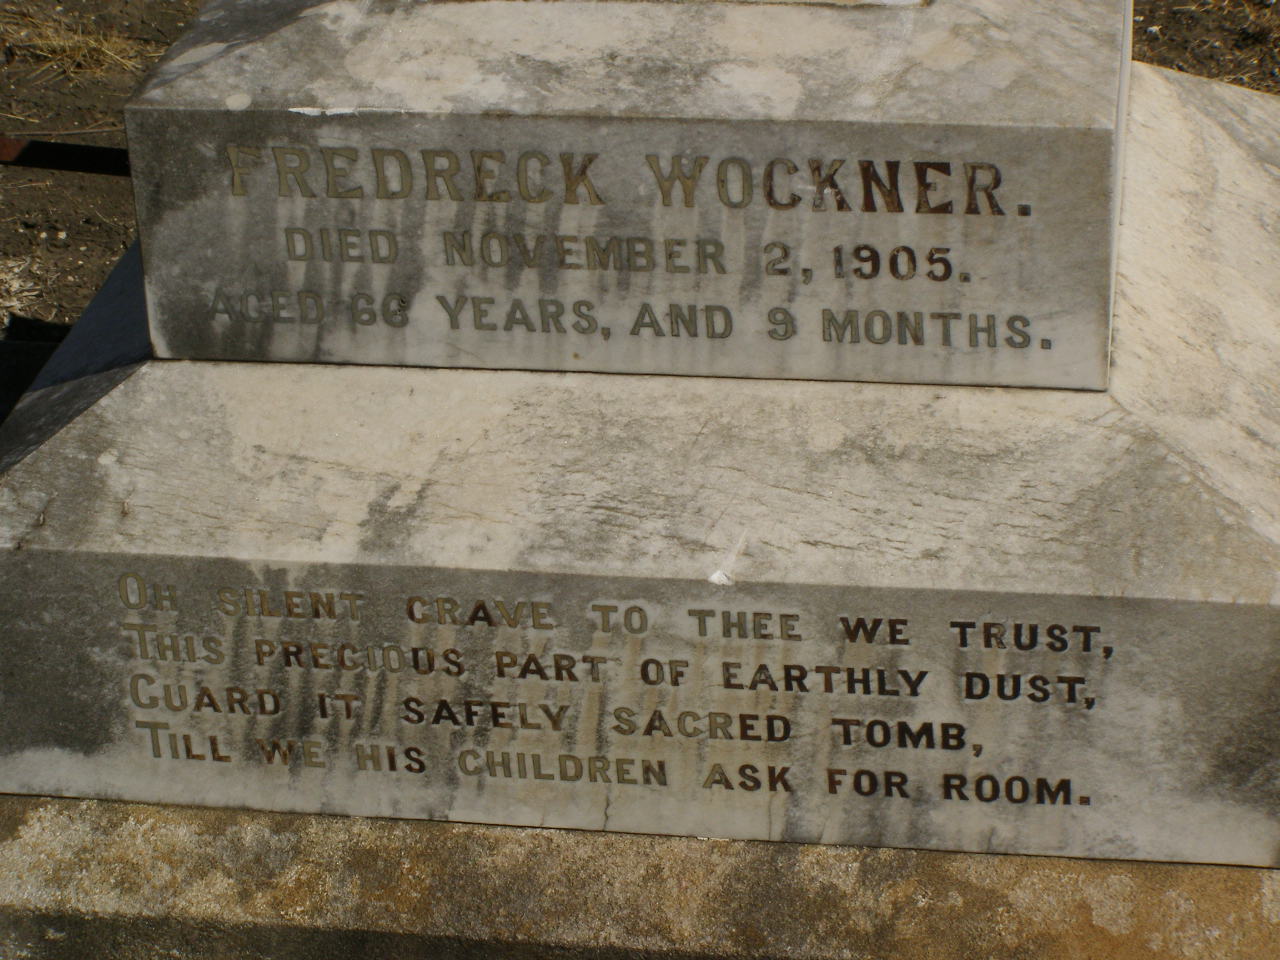 FREDRECK WOCKNER.
DIED NOVEMBER 2, 1905.
AGED 66 YEARS, AND 9 MONTHS.
OH SILENT GRAVE TO THEE WE TRUST,
THIS PRECIOUS PART OF EARTHLY DUST,
GUARD IT SAFELY SACRED TOMB,
TILL WE HIS CHILDREN ASK FOR ROOM.